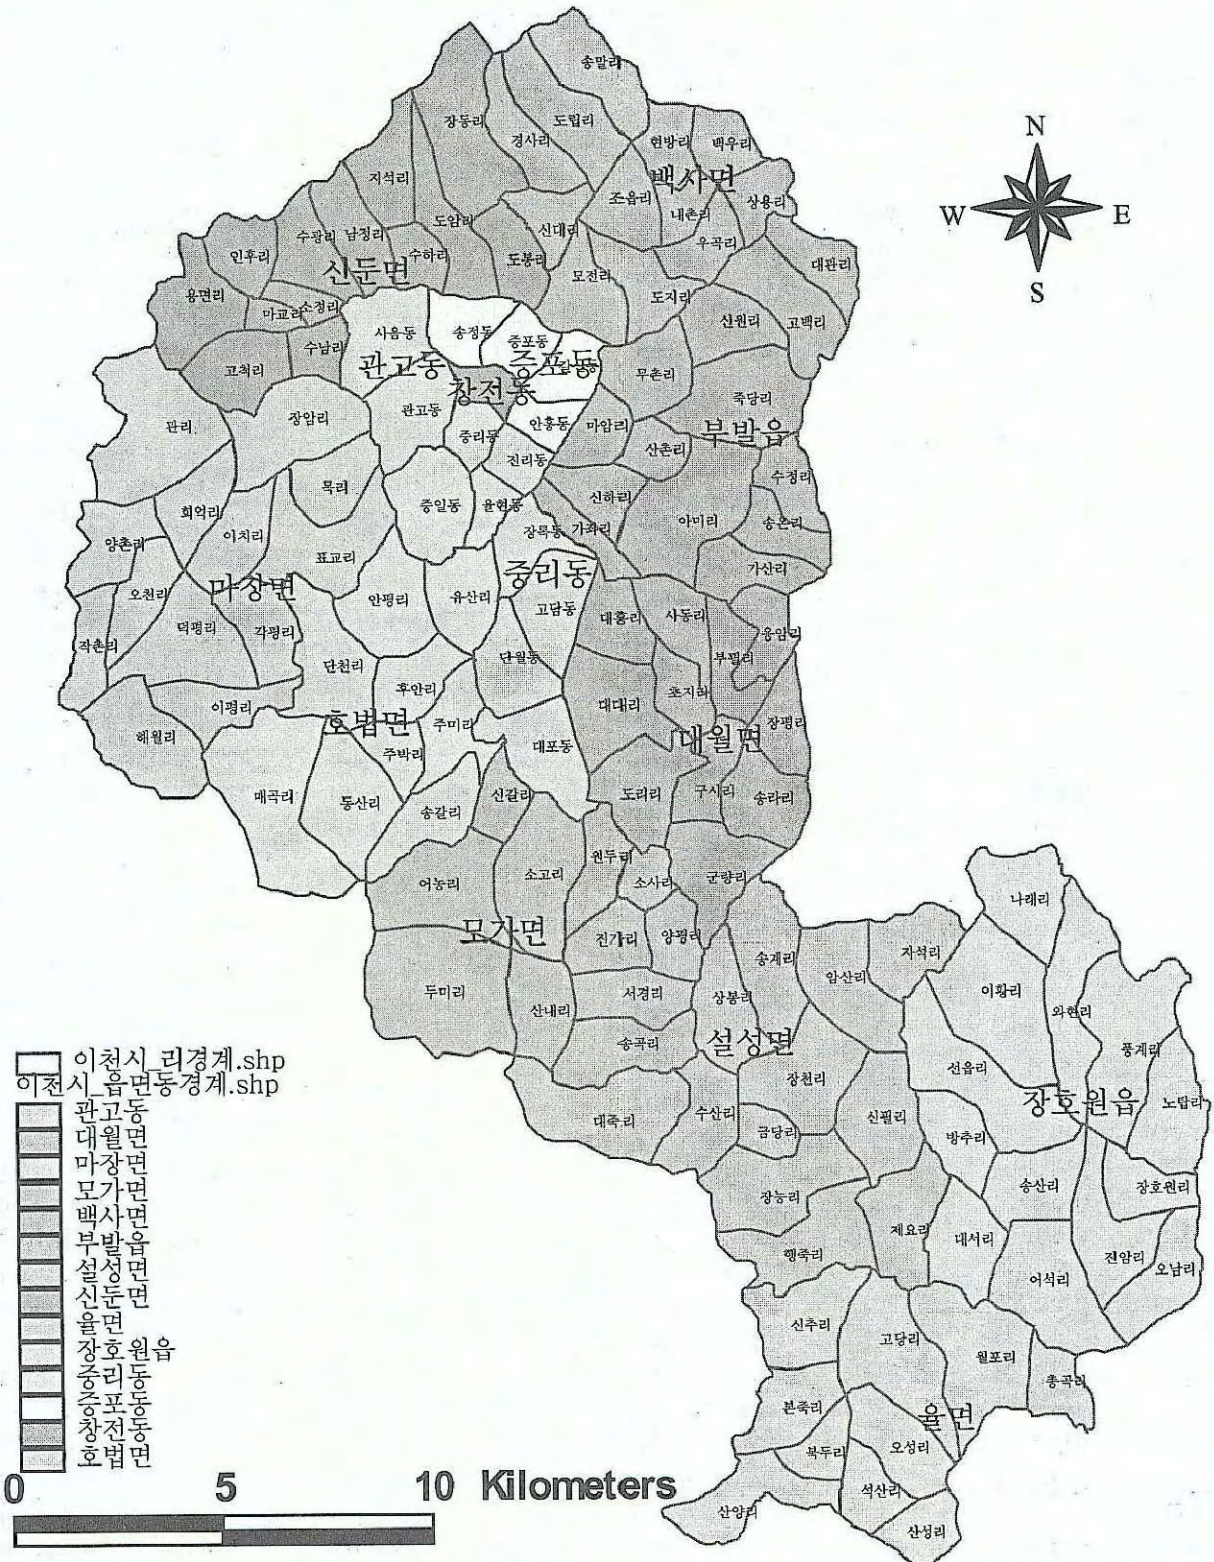 송말리
장동리
경사리
도립리
현방리
백우리
N
지석리
백사면
조읍리
내촌리
상용리
W
E
수광리
남정리
도암리
신대리
우곡리
인후리
신둔면
수하리
도봉리
모전리
대관리
용면리
도지리
S
마교리
소정리
신원리
고백리
사음동
송정동
증포동
고척리
수남리
관고동
증포동
창전동
무촌리
죽당리
판리
장암리
관고동
중리동
안흥동
마암리
부발읍
진리동
산촌리
목리
증일동
율현동
신하리
수정리
회억리
이치리
장록동
가좌리
아미리
송온리
양촌리
표교리
중리동
가산리
마장면
오천리
안평리
유산리
고담동
대흥리
사동리
덕평리
각평리
응암리
작촌리
단천리
단월동
부필리
후안리
초지리
이평리
대대리
호법면
주미리
장평리
해월리
주박리
대포동
대월면
매곡리
동산리
송갈리
신갈리
도리리
구시리
송라리
어농리
소고리
원두리
소사리
군량리
나래리
모가면
진가리
양평리
송계리
자석리
두미리
산내리
서경리
상봉리
암산리
이황리
와현리
송곡리
설성면
풍계리
선읍리
장천리
장호원읍
대죽리
수산리
금당리
신필리
방추리
노탑리
장능리
송산리
장호원리
제요리
대서리
행죽리
어석리
진암리
오남리
신추리
고당리
월포리
총곡리
본죽리
율면
북두리
오성리
석산리
산양리
산성리
이천시_리경계.shp
이천시_읍면동경계.shp
관고동
대월면
마장면
모가면
백사면
부발읍
설성면
신둔면
율면
장호원읍
중리동
증포동
창전동
호법면
0 5 10 Kilometers